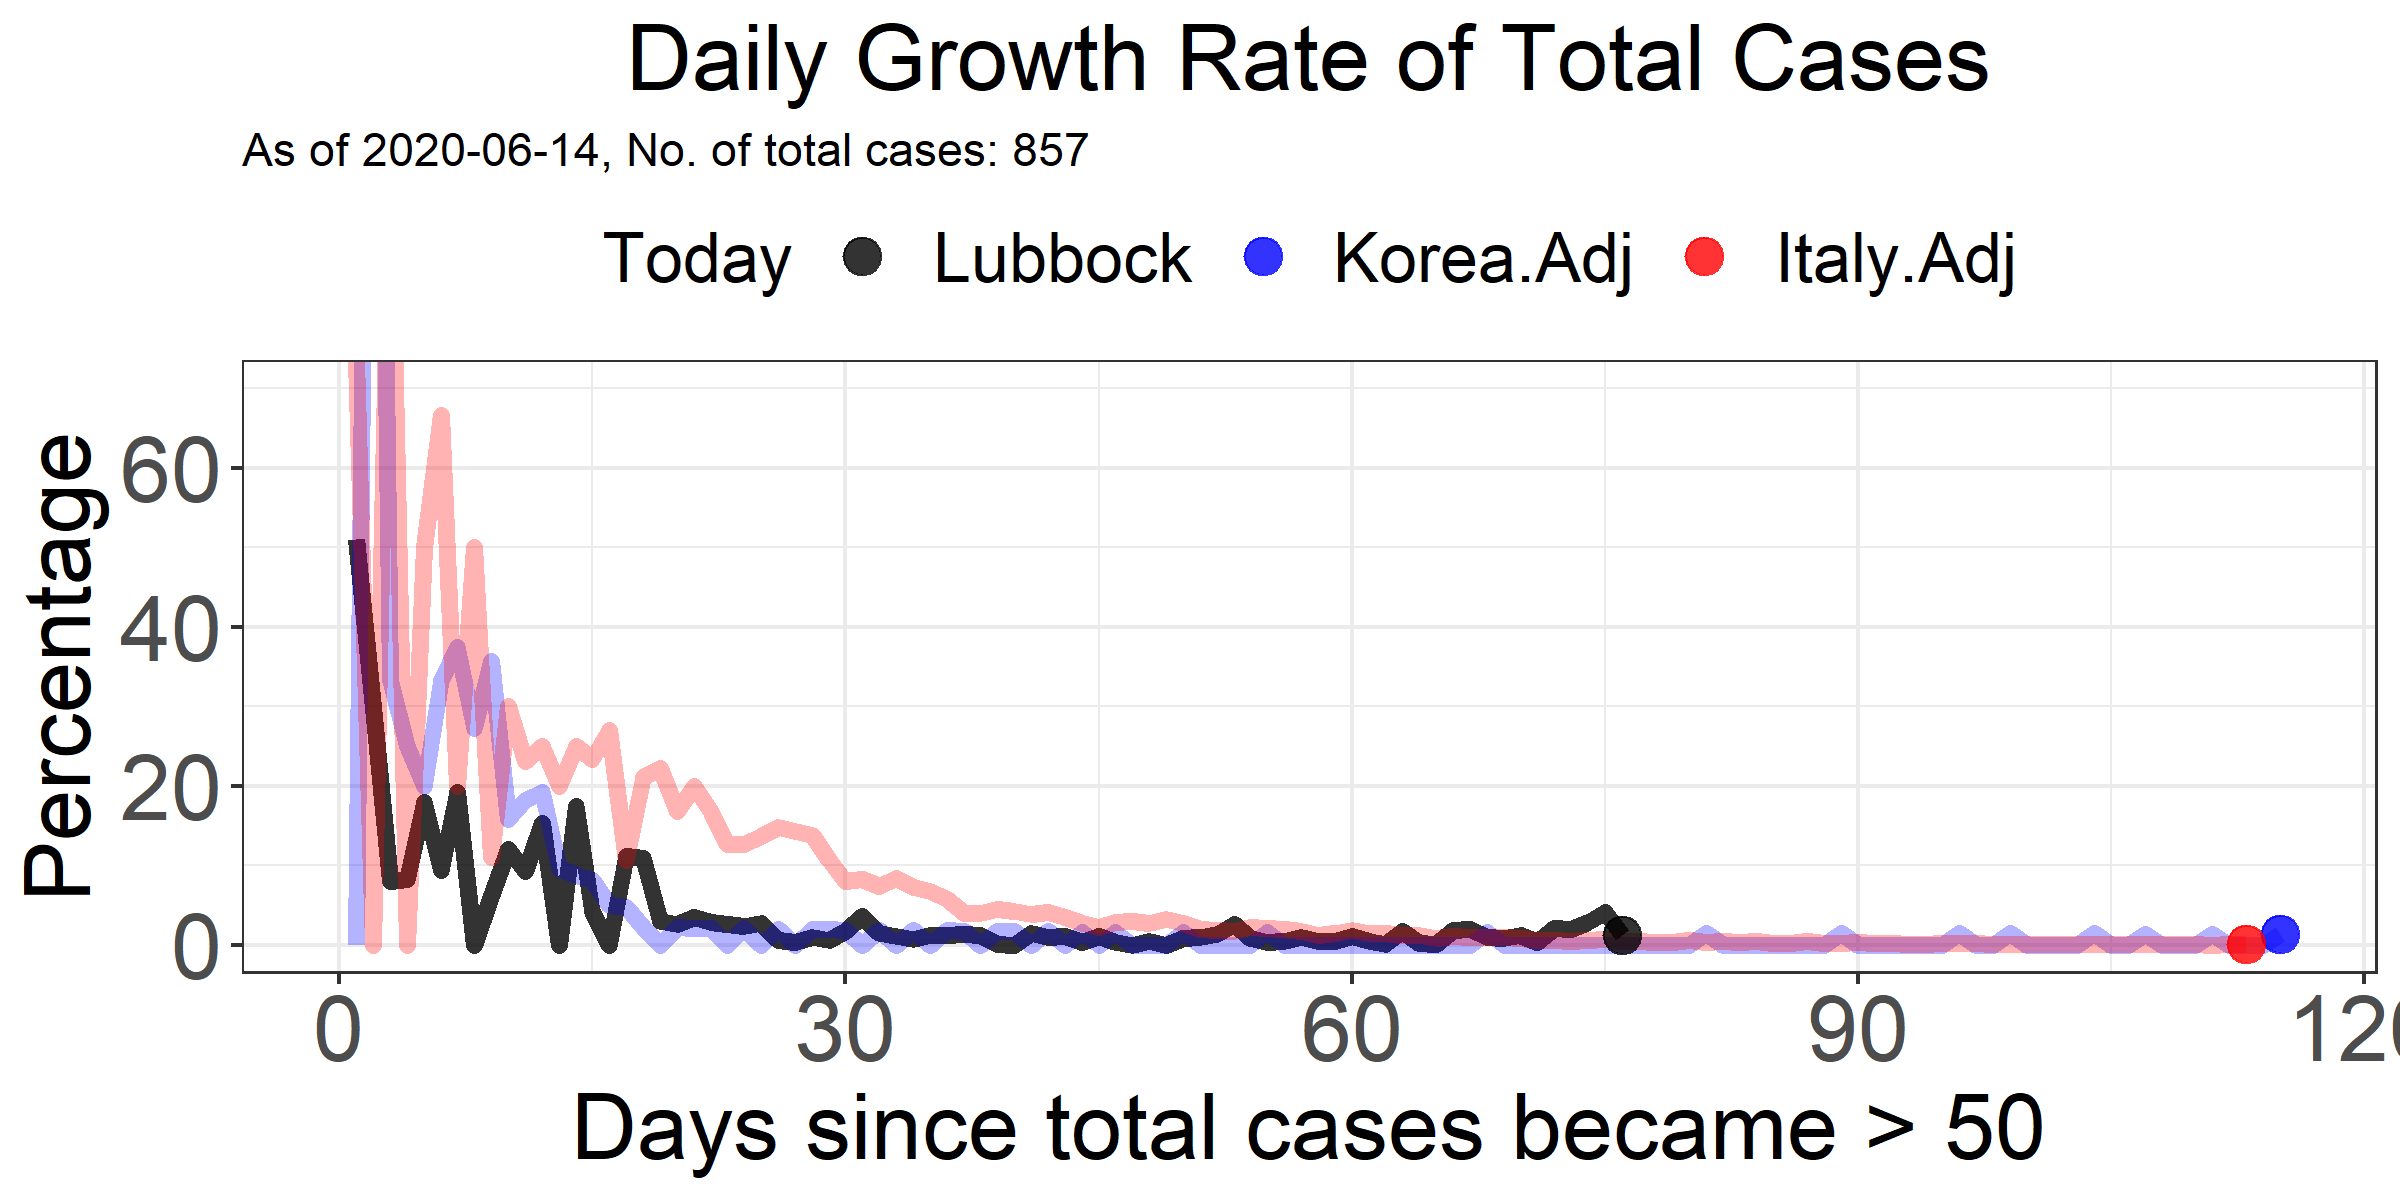 Daily Growth Rate of Total Cases
As of 2020-06-14, No. of total cases: 857
Today Lubbock Korea.Adj Italy.Adj
Percentage
60
40
20
0
0 30 60 90 120
Days since total cases became > 50